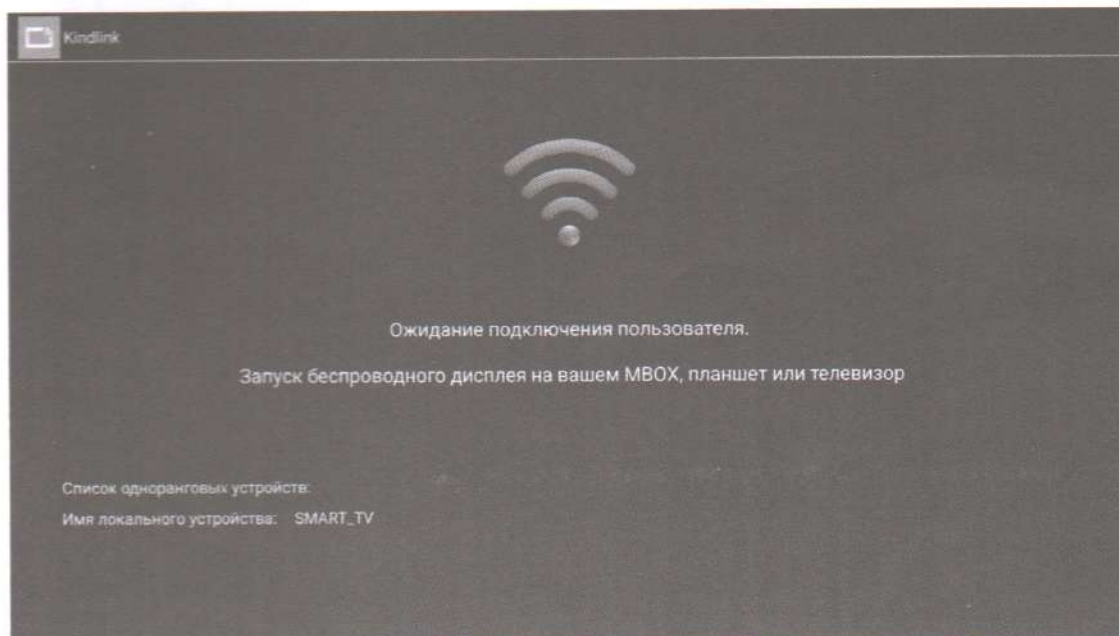 Kindlink
Ожидание подключения пользователя.
Запуск беспроводного дисплея на вашем MBOX, планшет или телевизор
Список одноранговых устройств:
Имя локального устройства: SMART_TV